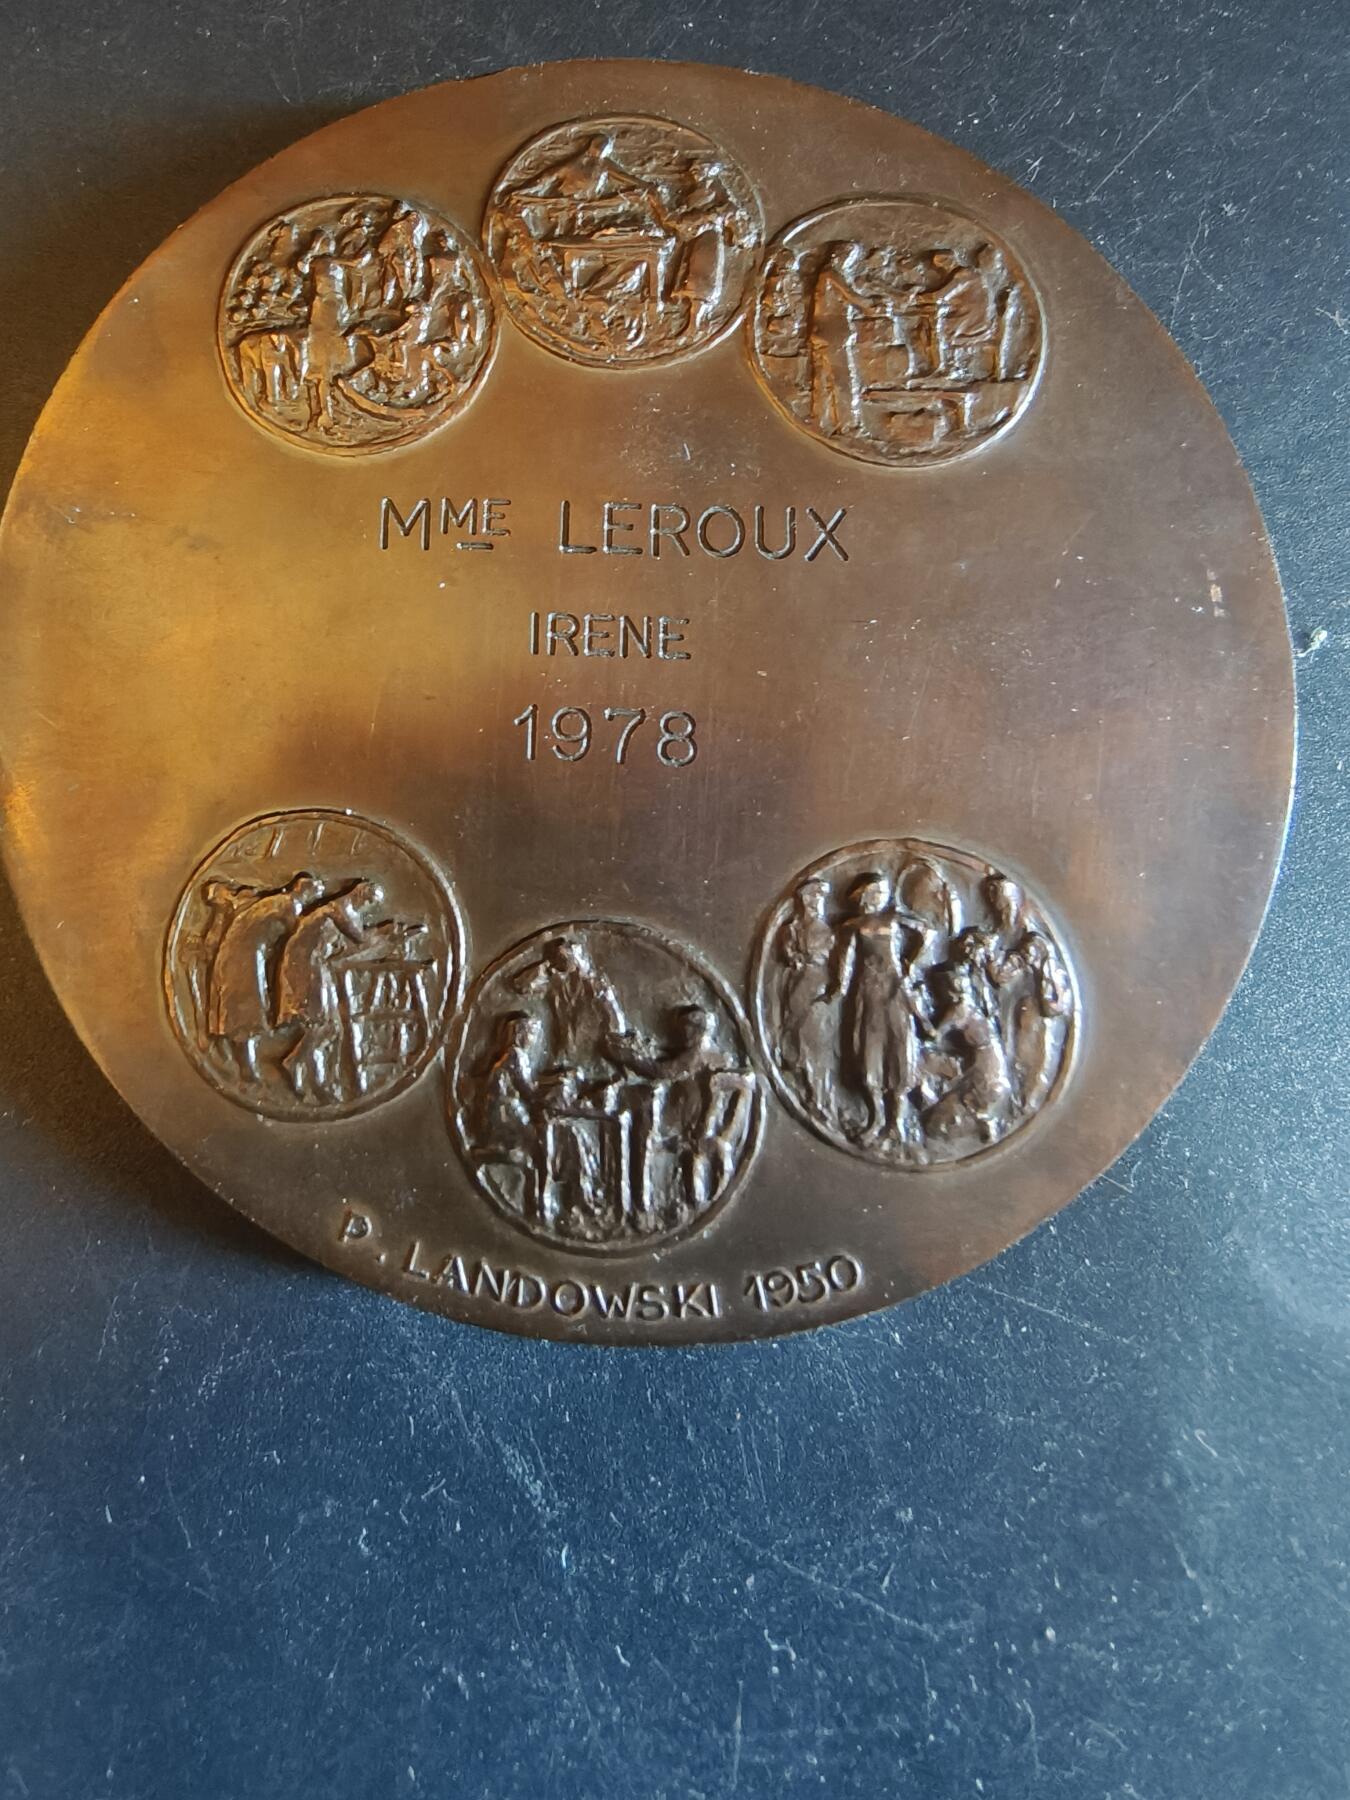 MME LEROUX
IRENE
1978
P. LANDOWSKI 1950